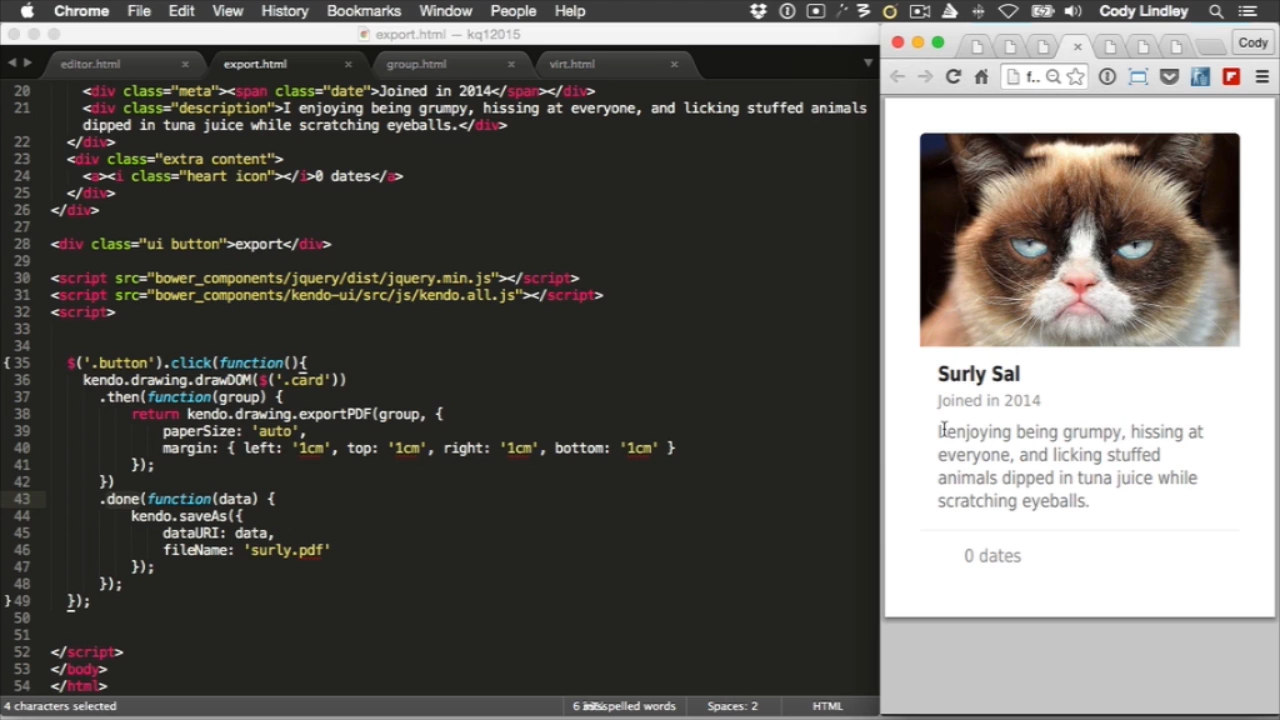 Chrome File Edit View History Bookmarks Window People Help Cody Lindley
export.html — kq12015
Cody
editor.html export.html group.html virt.html
f..
20 <div class="meta"><span class="date">Joined in 2014</span></div>
21 <div class="description">I enjoying being grumpy, hissing at everyone, and licking stuffed animals
dipped in tuna juice while scratching eyeballs.</div>
22 </div>
23 <div class="extra content">
24 <a><i class="heart icon"></i>0 dates</a>
25 </div>
26 </div>
27
28 <div class="ui button">export</div>
29
30 <script src="bower_components/jquery/dist/jquery.min.js"></script>
31 <script src="bower_components/kendo-ui/src/js/kendo.all.js"></script>
32 <script>
33
34
{35 $('.button').click(function(){
36 kendo.drawing.drawDOM($('.card'))
37 .then(function(group) {
38 return kendo.drawing.exportPDF(group, {
39 paperSize: 'auto',
40 margin: { left: '1cm', top: '1cm', right: '1cm', bottom: '1cm' }
41 });
42 })
43 .done(function(data) {
44 kendo.saveAs({
45 dataURI: data,
46 fileName: 'surly.pdf'
47 });
48 });
}49 });
50
51
52 </script>
53 </body>
54 </html>
4 characters selected Spaces: 2 HTML
Surly Sal
Joined in 2014
I enjoying being grumpy, hissing at
everyone, and licking stuffed
animals dipped in tuna juice while
scratching eyeballs.
0 dates